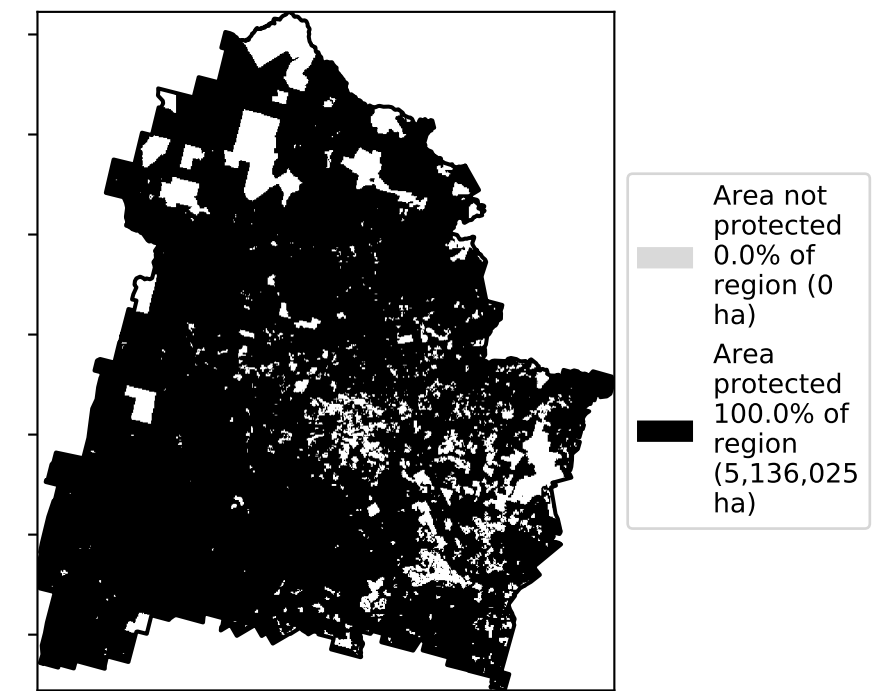 Area not
protected
0.0% of
region (0
ha)
Area
protected
100.0% of
region
(5,136,025
ha)